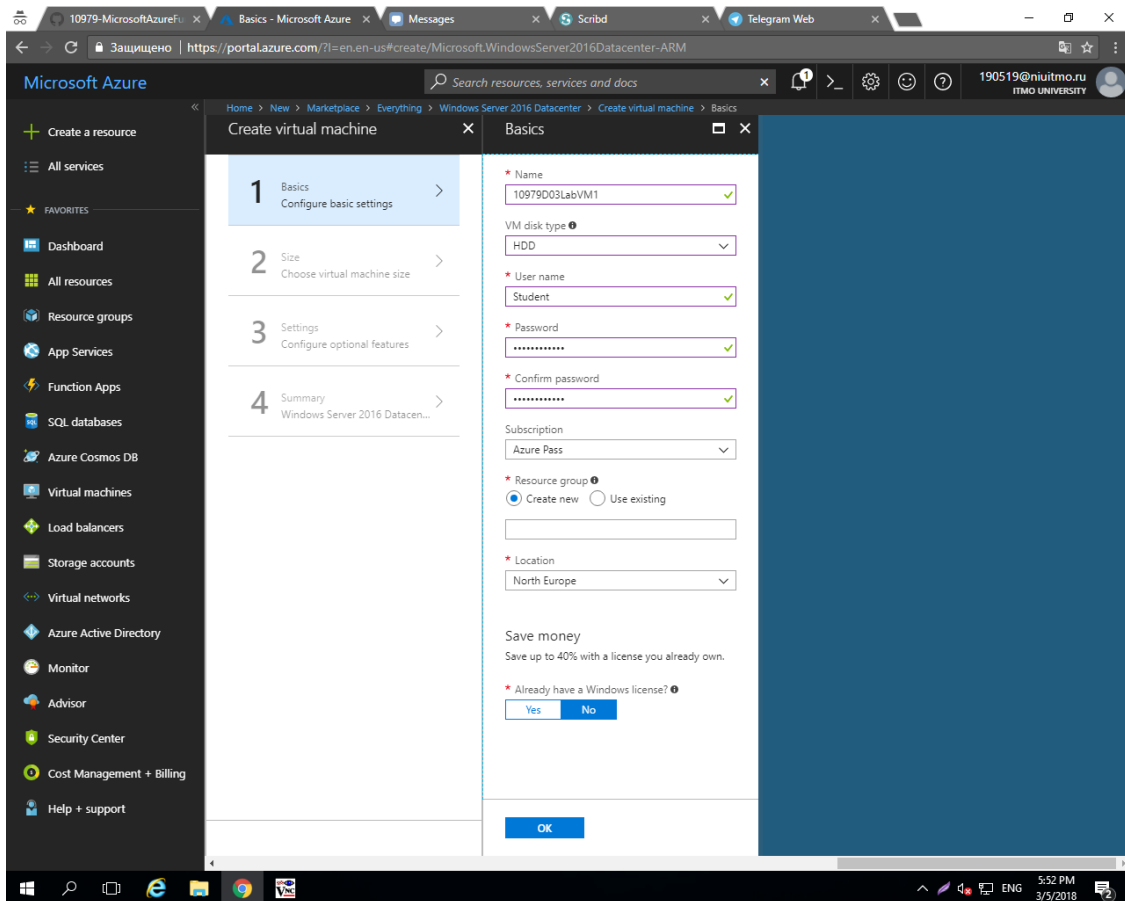 10979-MicrosoftAzureFu
Basics - Microsoft Azure
Messages
Scribd
Telegram Web
Защищено
https://portal.azure.com/?l=en.en-us#create/Microsoft.WindowsServer2016Datacenter-ARM
Microsoft Azure
Search resources, services and docs
1
190519@niuitmo.ru
ITMO UNIVERSITY
Home > New > Marketplace > Everything > Windows Server 2016 Datacenter > Create virtual machine > Basics
Create a resource
All services
FAVORITES
Dashboard
All resources
Resource groups
App Services
Function Apps
SQL databases
Azure Cosmos DB
Virtual machines
Load balancers
Storage accounts
Virtual networks
Azure Active Directory
Monitor
Advisor
Security Center
Cost Management + Billing
Help + support
Create virtual machine
1
Basics
Configure basic settings
2
Size
Choose virtual machine size
3
Settings
Configure optional features
4
Summary
Windows Server 2016 Datacen...
Basics
* Name
10979D03LabVM1
VM disk type
HDD
* User name
Student
* Password
••••••••••••
* Confirm password
••••••••••••
Subscription
Azure Pass
* Resource group
Create new
Use existing
* Location
North Europe
Save money
Save up to 40% with a license you already own.
* Already have a Windows license?
Yes
No
OK
VNC
ENG
5:52 PM
3/5/2018
2